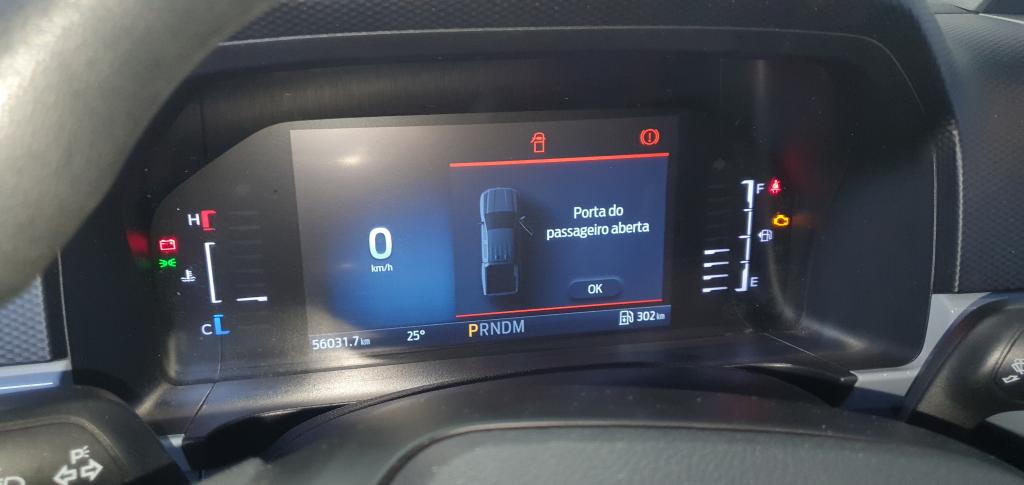 H
C
0
km/h
Porta do
passageiro aberta
OK
F
E
56031.7 km
25°
PRNDM
302 km
P